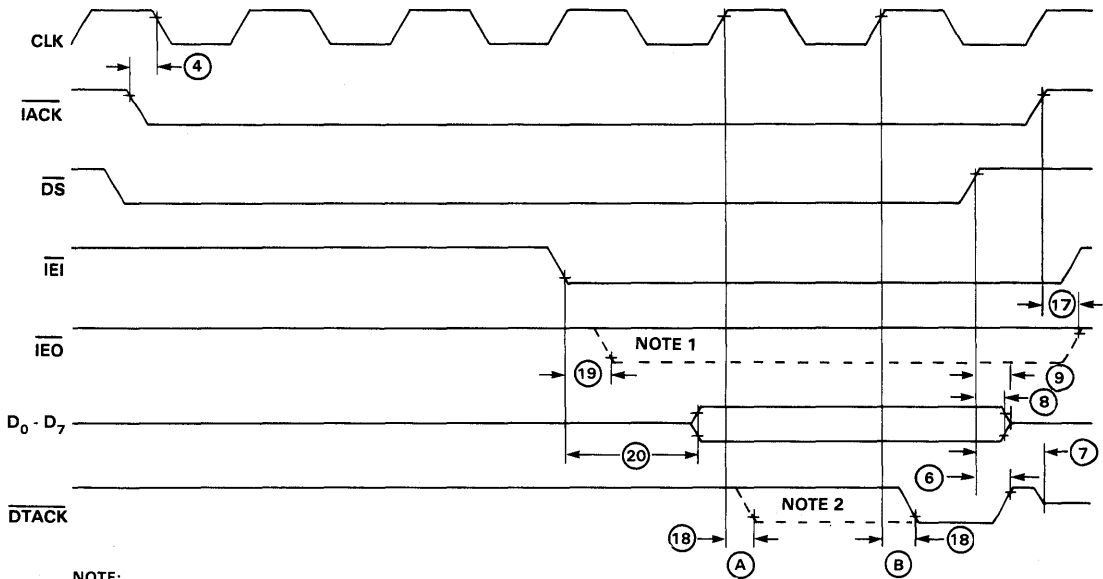 CLK
4
IACK
DS
IEI
17
IEO
NOTE 1
19
9
8
D0 - D7
20
7
6
DTACK
NOTE 2
18
18
A
B
NOTE: